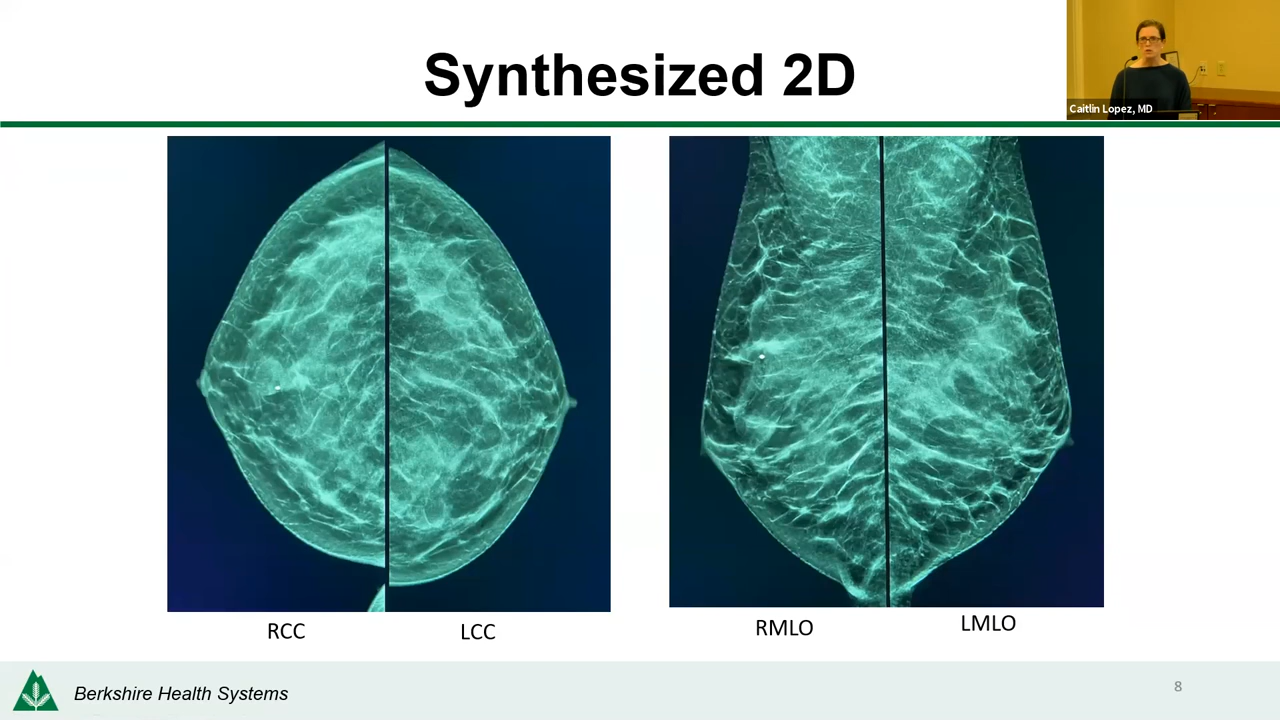 Synthesized 2D
Caitlin Lopez, MD
RCC
LCC
RMLO
LMLO
Berkshire Health Systems
8